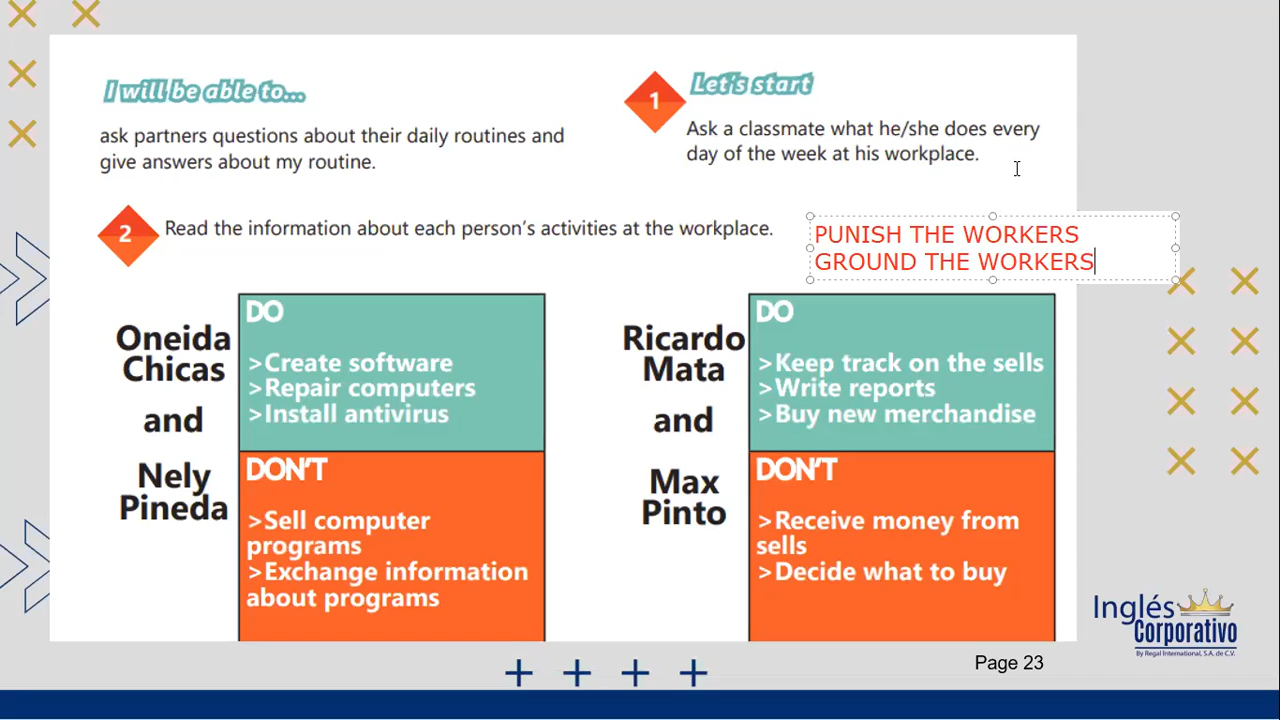 I will be able to...
ask partners questions about their daily routines and
give answers about my routine.
1
Let's start
Ask a classmate what he/she does every
day of the week at his workplace.
2
Read the information about each person's activities at the workplace.
PUNISH THE WORKERS
GROUND THE WORKERS
Oneida
Chicas
and
Nely
Pineda
DO
>Create software
>Repair computers
>Install antivirus
DON'T
>Sell computer
programs
>Exchange information
about programs
Ricardo
Mata
and
Max
Pinto
DO
>Keep track on the sells
>Write reports
>Buy new merchandise
DON'T
>Receive money from
sells
>Decide what to buy
Inglés
Corporativo
By Regal International, S.A. de C.V.
Page 23